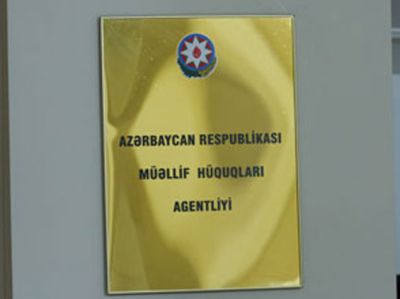 AZƏRBAYCAN RESPUBLİKASI
MÜƏLLİF HÜQUQLARI
AGENTLİYİ